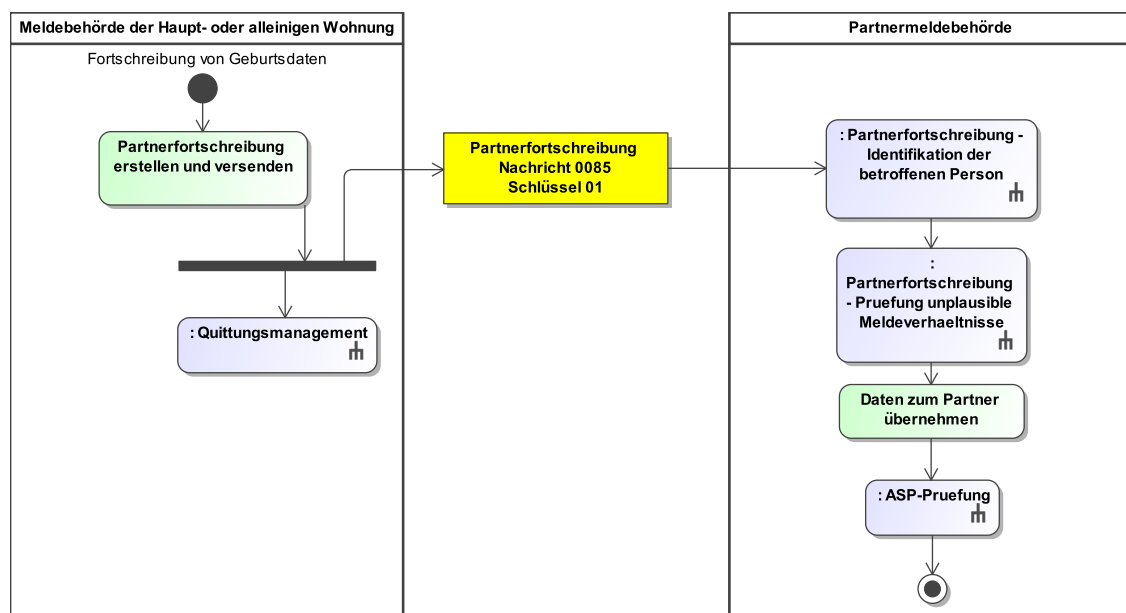 Meldebehörde der Haupt- oder alleinigen Wohnung
Fortschreibung von Geburtsdaten
Partnerfortschreibung
erstellen und versenden
: Quittungsmanagement
Partnerfortschreibung
Nachricht 0085
Schlüssel 01
Partnermeldebehörde
: Partnerfortschreibung -
Identifikation der
betroffenen Person
:
Partnerfortschreibung
- Pruefung unplausible
Meldeverhaeltnisse
Daten zum Partner
übernehmen
: ASP-Pruefung